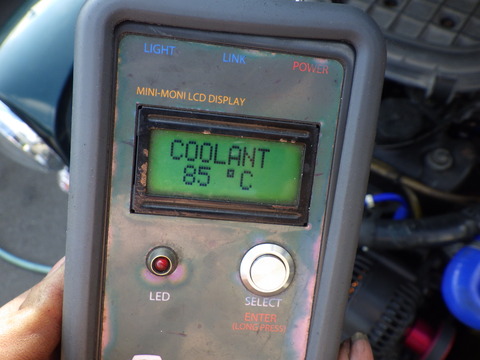 LIGHT LINK POWER
MINI-MONI LCD DISPLAY
COOLANT
85 °C
LED SELECT
ENTER
(LONG PRESS)